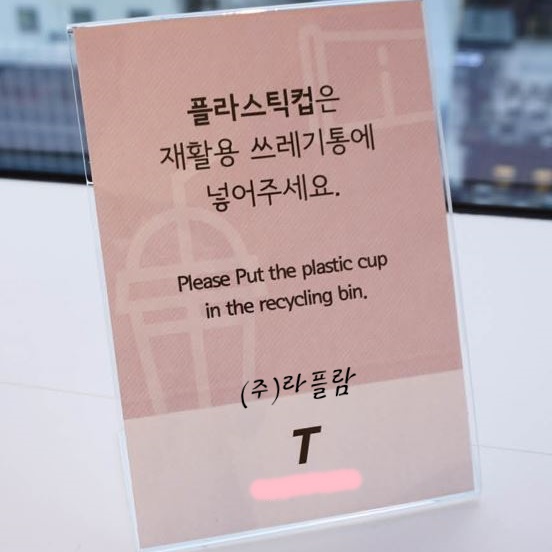 플라스틱컵은
재활용 쓰레기통에
넣어주세요.
Please Put the plastic cup
in the recycling bin.
(주)라플람
T